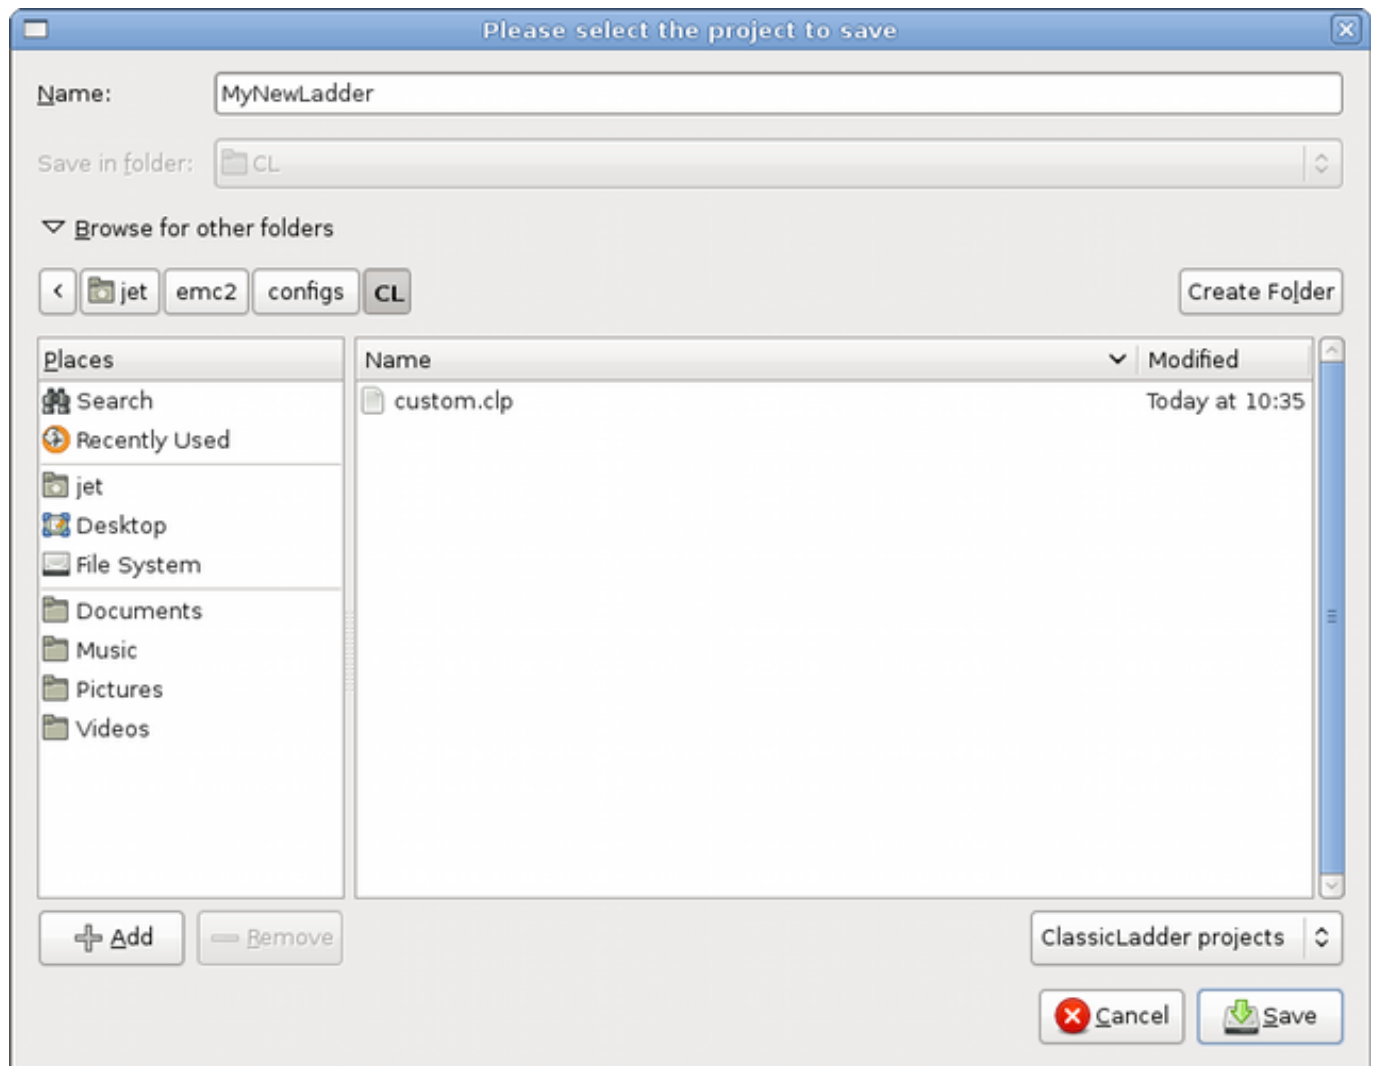 Please select the project to save
Name: MyNewLadder
Save in folder: CL
Browse for other folders
< jet emc2 configs CL Create Folder
Places Name Modified
Search custom.clp Today at 10:35
Recently Used
jet
Desktop
File System
Documents
Music
Pictures
Videos
Add Remove ClassicLadder projects
Cancel Save